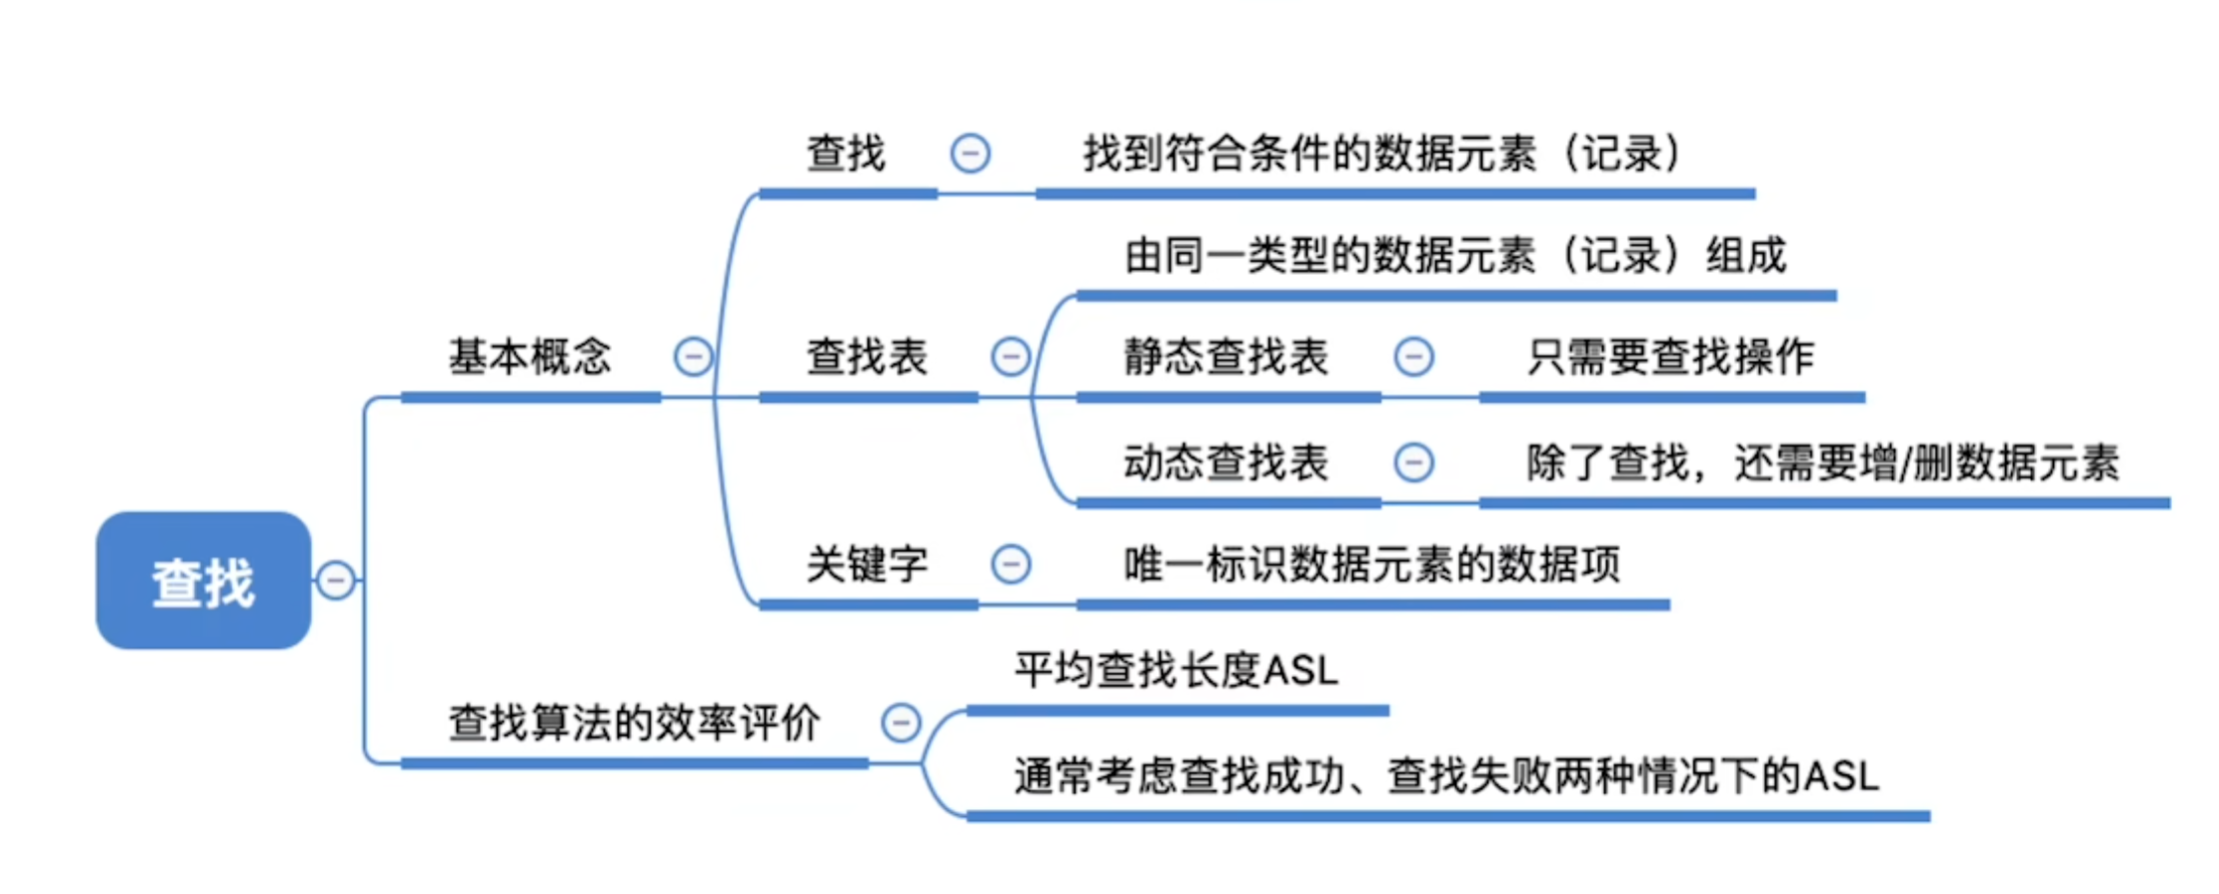 查找
基本概念
查找
找到符合条件的数据元素（记录）
查找表
由同一类型的数据元素（记录）组成
静态查找表
只需要查找操作
动态查找表
除了查找，还需要增/删数据元素
关键字
唯一标识数据元素的数据项
查找算法的效率评价
平均查找长度ASL
通常考虑查找成功、查找失败两种情况下的ASL